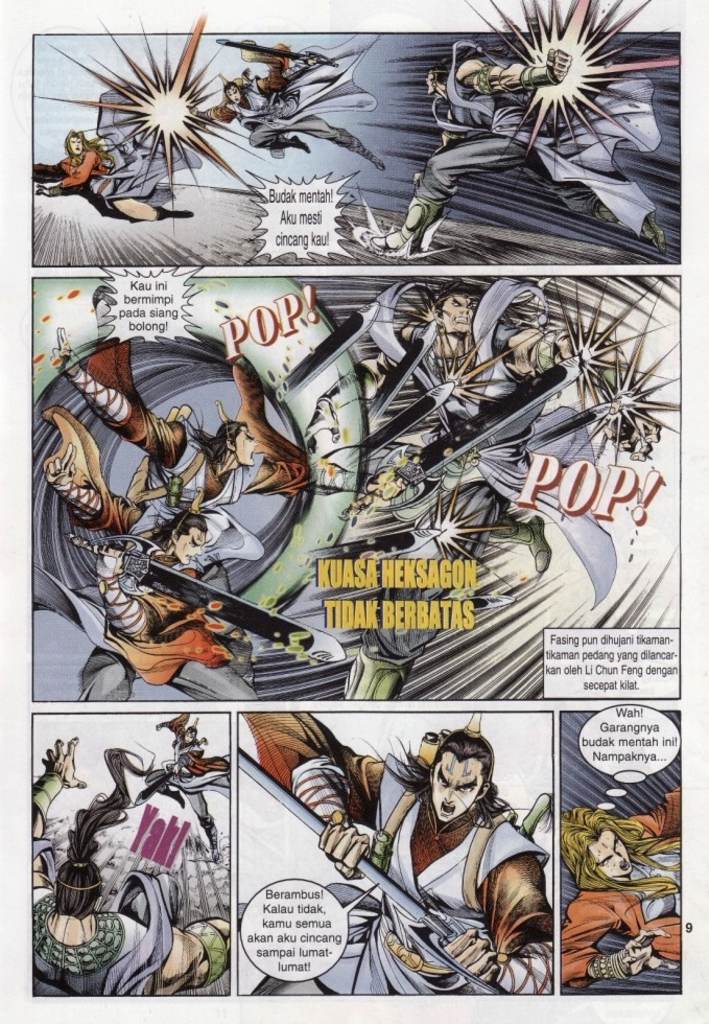 Budak mentah!
Aku mesti
cincang kau!
Kau ini
bermimpi
pada siang
bolong!
POP!
POP!
KUASA HEKSAGON
TIDAK BERBATAS
Fasing pun dihujani tikaman-
tikaman pedang yang dilancar-
kan oleh Li Chun Feng dengan
secepat kilat.
Yah!
Berambus!
Kalau tidak,
kamu semua
akan aku cincang
sampai lumat-
lumat!
Wah!
Garangnya
budak mentah ini!
Nampaknya...
9